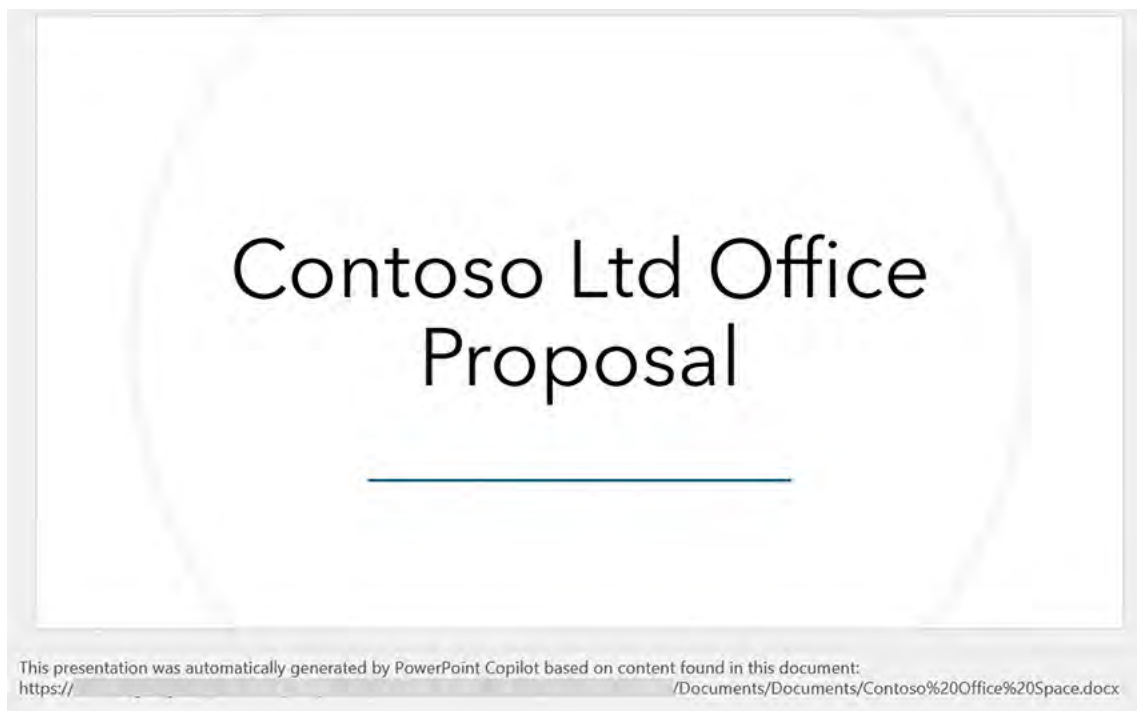 Contoso Ltd Office
Proposal
This presentation was automatically generated by PowerPoint Copilot based on content found in this document:
https:// /Documents/Documents/Contoso%20Office%20Space.docx